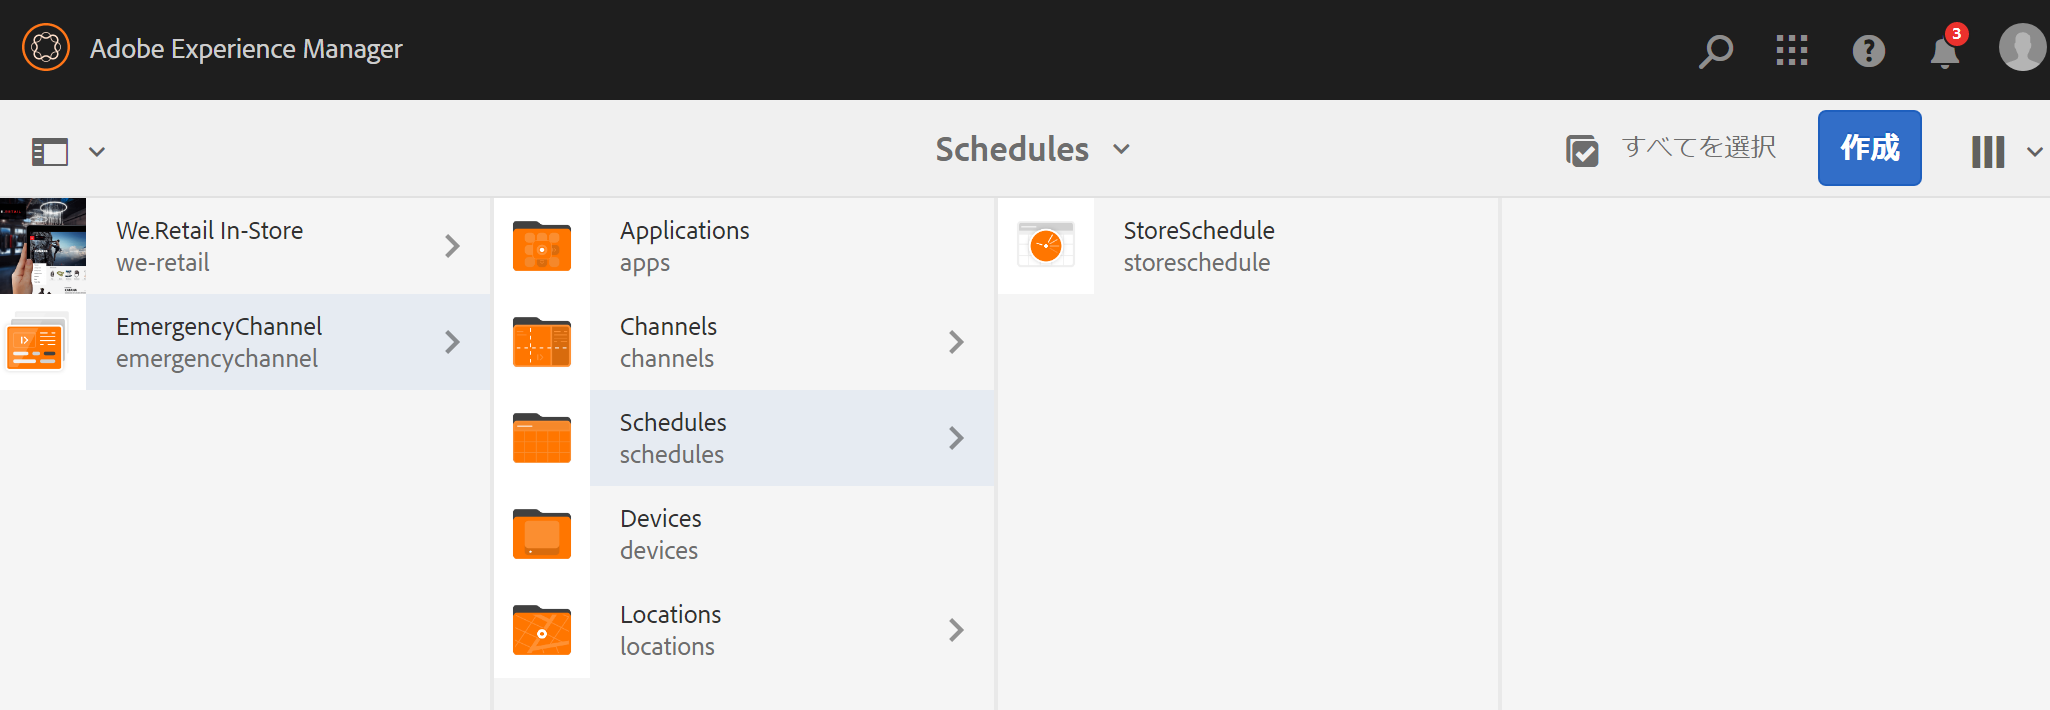 Adobe Experience Manager
3
Schedules
すべてを選択
作成
We.Retail In-Store
we-retail
EmergencyChannel
emergencychannel
Applications
apps
Channels
channels
Schedules
schedules
Devices
devices
Locations
locations
StoreSchedule
storeschedule